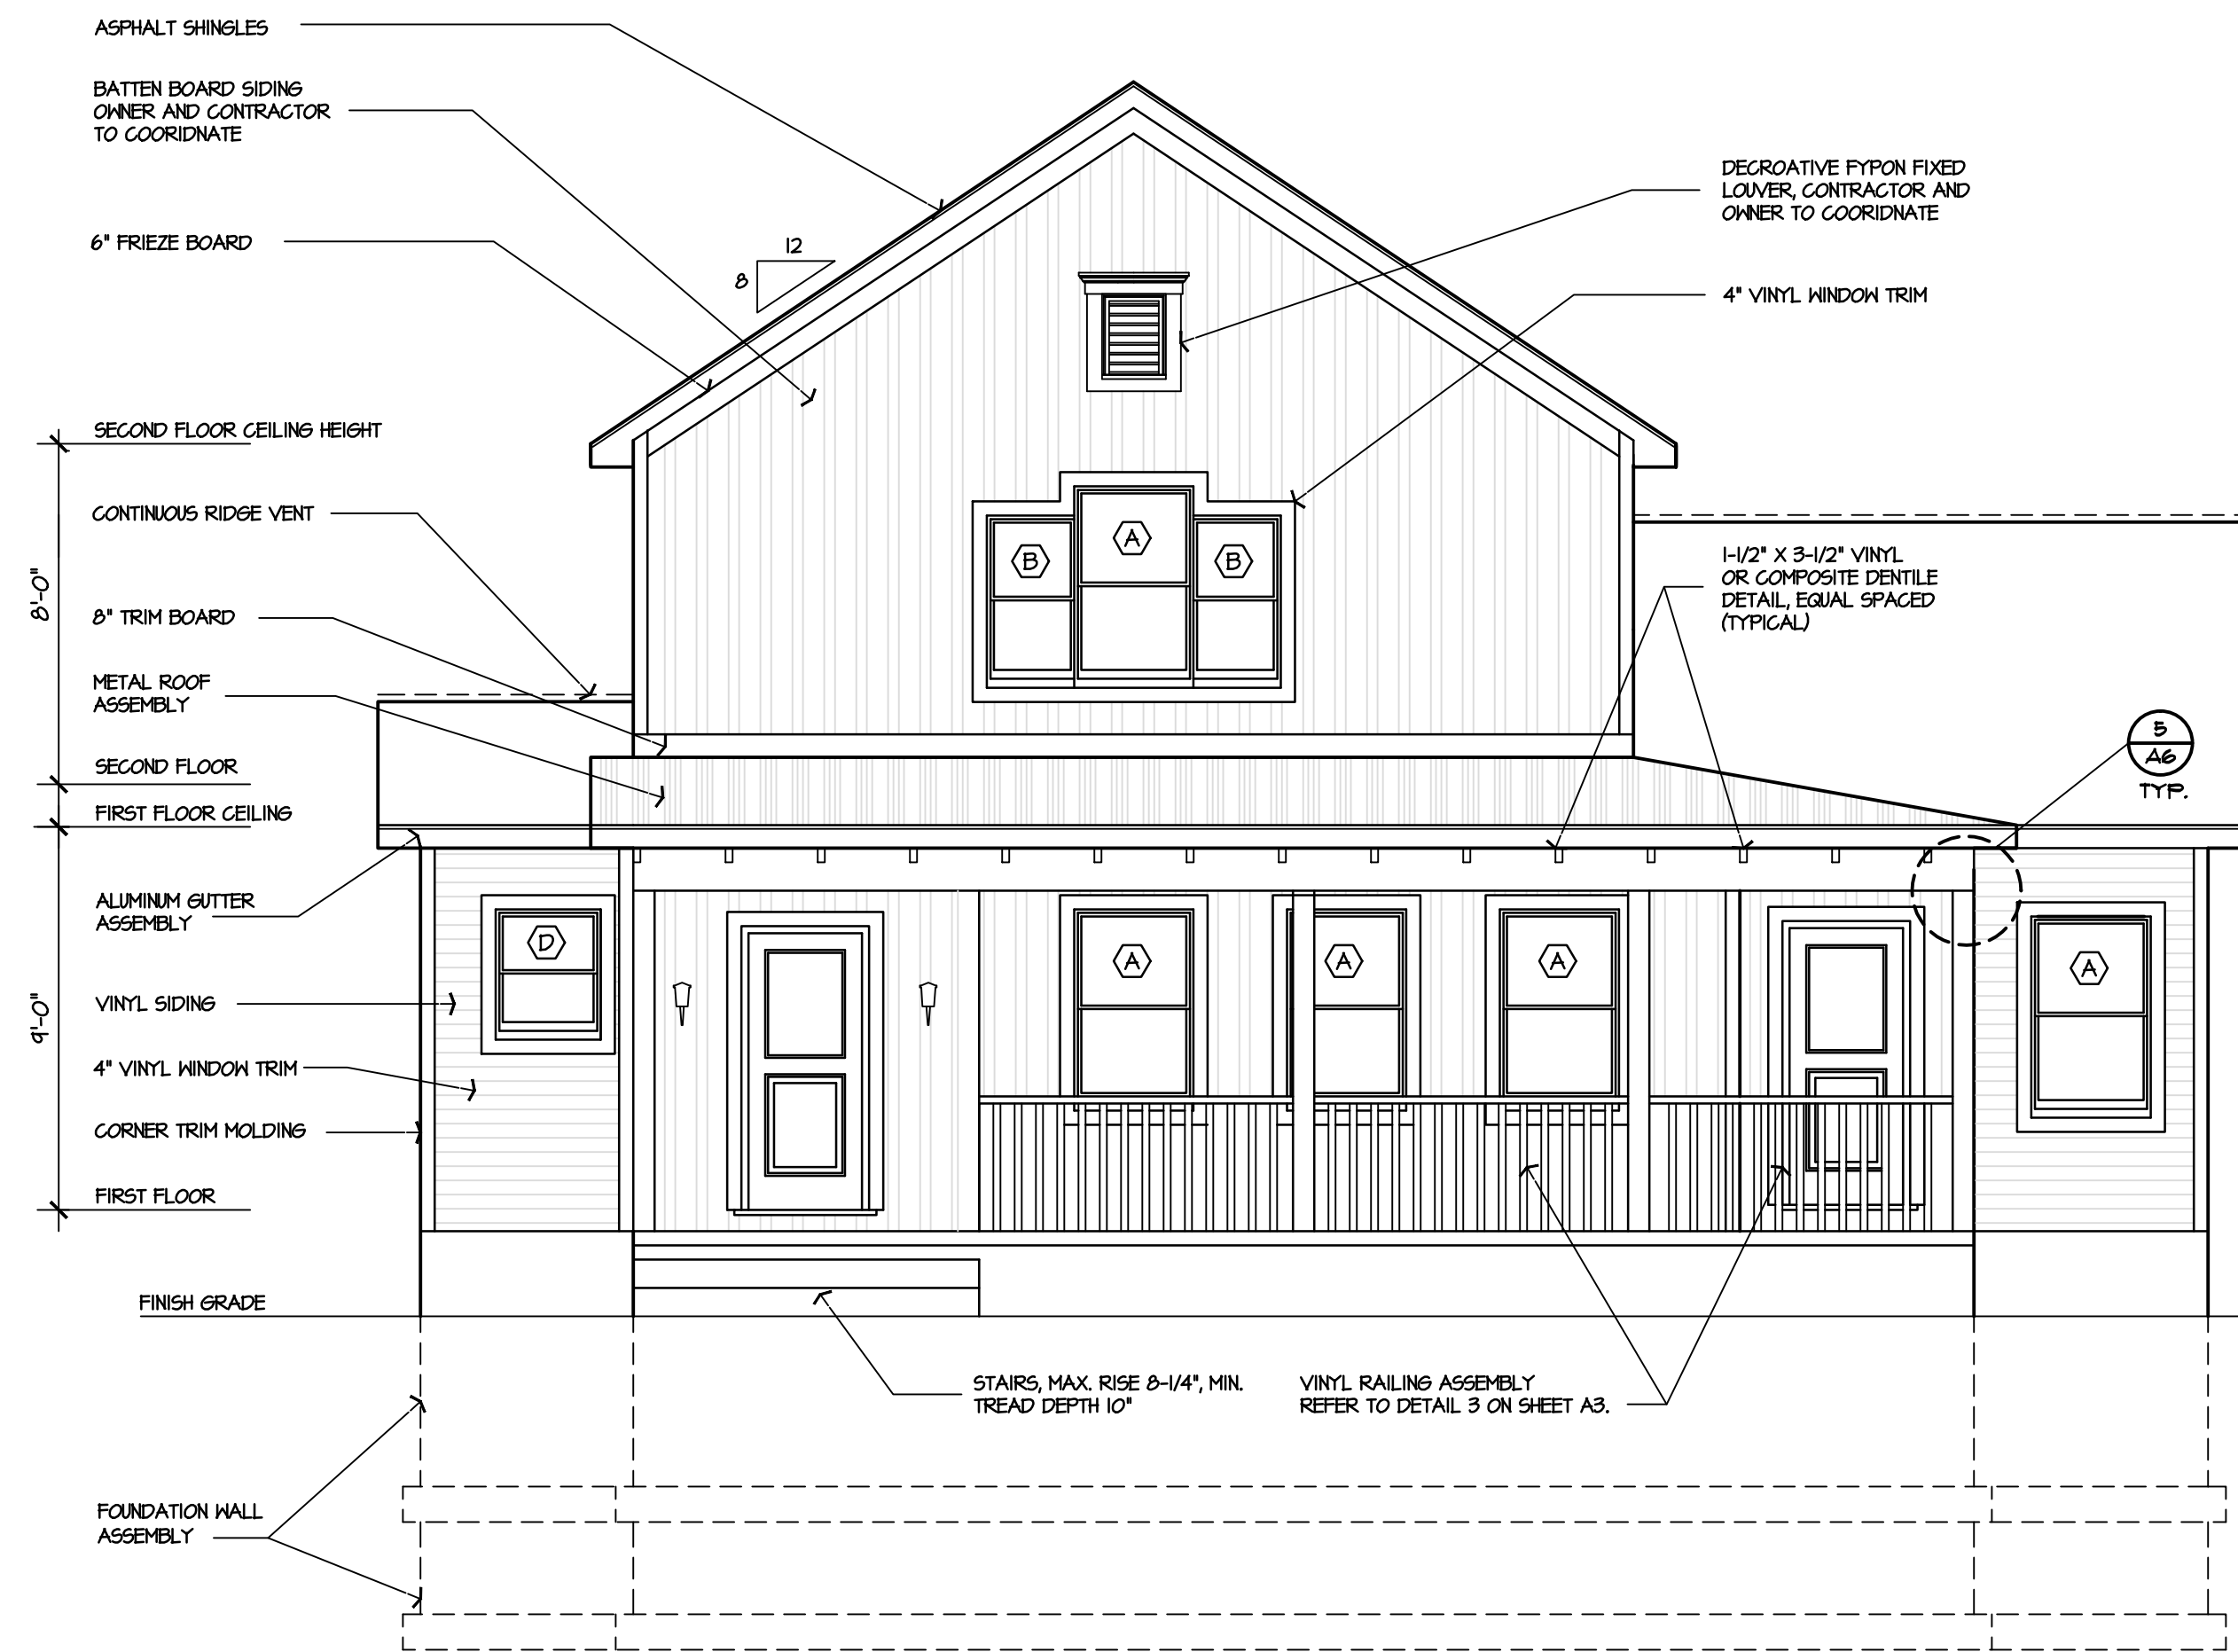 ASPHALT SHINGLES
BATTEN BOARD SIDING
OWNER AND CONTRACTOR
TO COORIDNATE
6" FRIEZE BOARD
12
8
DECROATIVE FYPON FIXED
LOUVER, CONTRACTOR AND
OWNER TO COORIDNATE
4" VINYL WINDOW TRIM
SECOND FLOOR CEILING HEIGHT
CONTINUOUS RIDGE VENT
8'-0"
8" TRIM BOARD
METAL ROOF
ASSEMBLY
SECOND FLOOR
FIRST FLOOR CEILING
B
A
B
1-1/2" X 3-1/2" VINYL
OR COMPOSITE DENTILE
DETAIL, EQUAL SPACED
(TYPICAL)
5
A6
TYP.
ALUMINUM GUTTER
ASSEMBLY
9'-0"
VINYL SIDING
4" VINYL WINDOW TRIM
CORNER TRIM MOLDING
FIRST FLOOR
D
A
A
A
A
FINISH GRADE
STAIRS, MAX. RISE 8-1/4", MIN.
TREAD DEPTH 10"
VINYL RAILING ASSEMBLY
REFER TO DETAIL 3 ON SHEET A3.
FOUNDATION WALL
ASSEMBLY